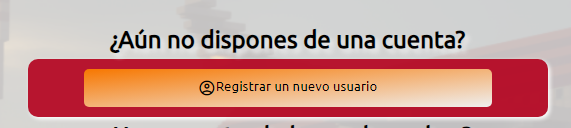 ¿Aún no dispones de una cuenta?
Registrar un nuevo usuario